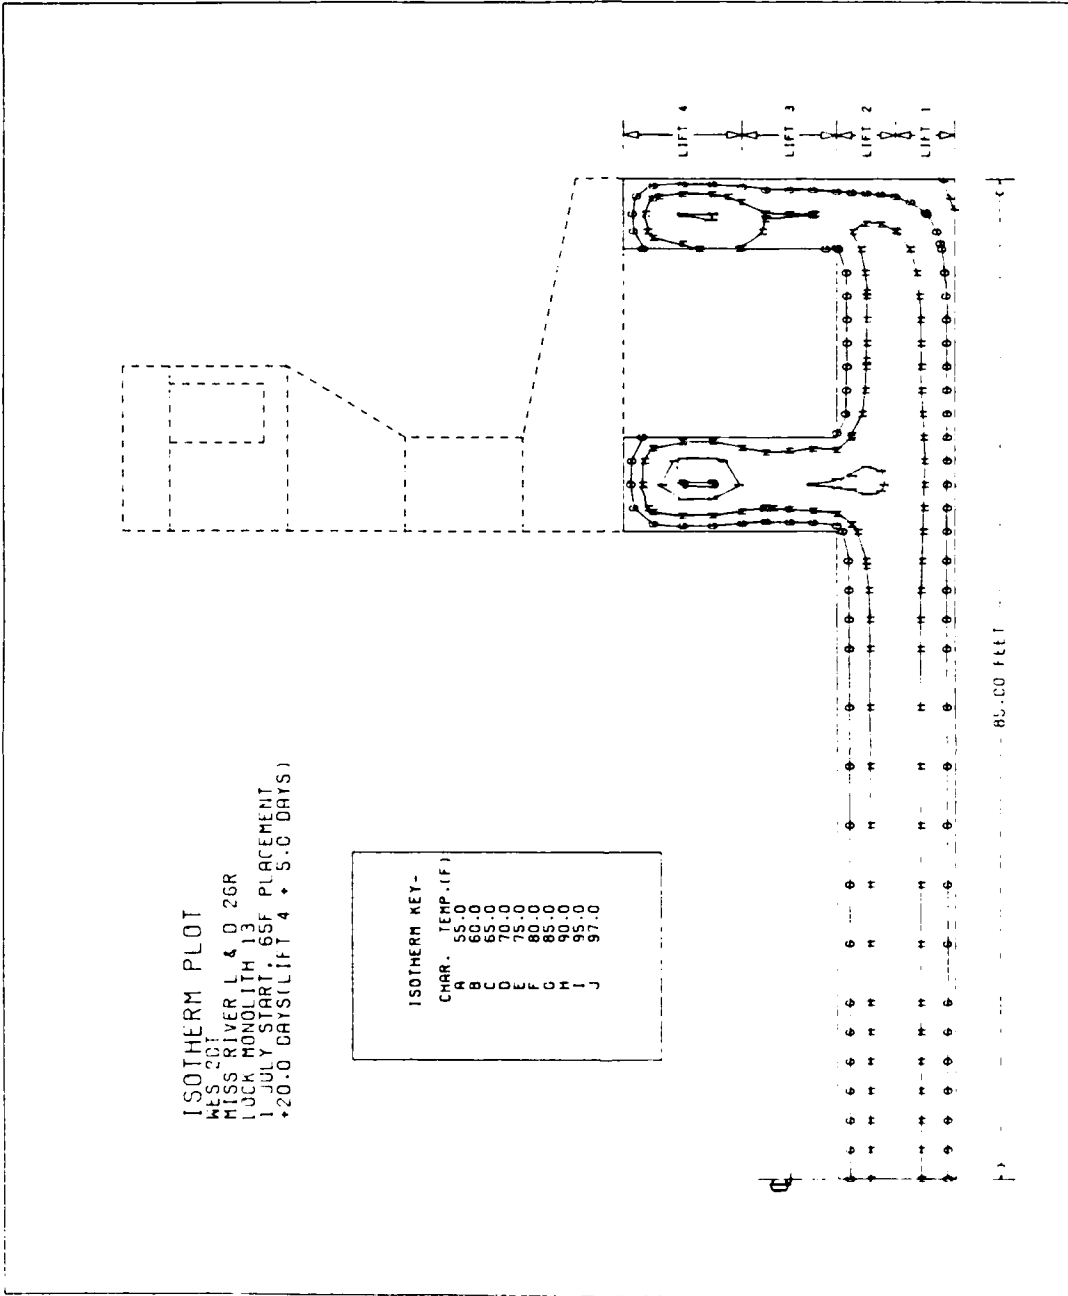 ISOTHERM PLOT
WES 2DT
MISS RIVER L & D 26R
LOCK MONOLITH 13
1 JULY START, 65F PLACEMENT
+20.0 DAYS(LIFT 4 + 5.0 DAYS)
ISOTHERM KEY-
CHAR. TEMP.(F)
A 55.0
B 60.0
C 65.0
D 70.0
E 75.0
F 80.0
G 85.0
H 90.0
I 95.0
J 97.0
LIFT 4
LIFT 3
LIFT 2
LIFT 1
85.00 FEET